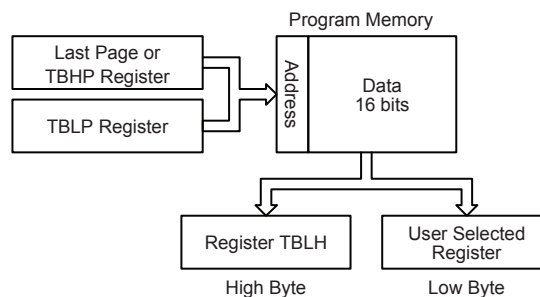 Program Memory
Last Page or
TBHP Register
TBLP Register
Address
Data
16 bits
Register TBLH
User Selected
Register
High Byte
Low Byte